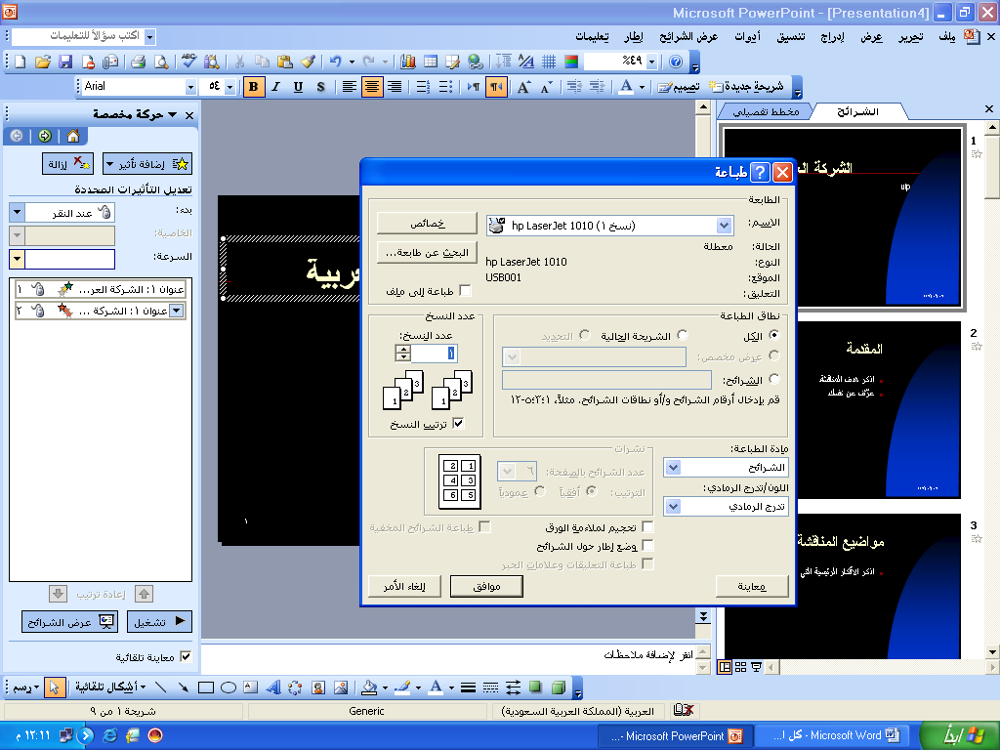 Microsoft PowerPoint - [Presentation4]
ملف تحرير عرض إدراج تنسيق أدوات عرض الشرائح إطار تعليمات
اكتب سؤالاً للتعليمات
٤٩%
Arial
٥٤
B I U S
تصميم شريحة جديدة
حركة مخصصة
إضافة تأثير
إزالة
تعديل التأثيرات المحددة
بدء: عند النقر
الخاصية:
السرعة:
عنوان ١: الشركة العر... ١
عنوان ١: الشركة ... ٢
إعادة ترتيب
تشغيل
عرض الشرائح
معاينة تلقائية
ربية
١
انقر لإضافة ملاحظات
الشرائح
مخطط تفصيلي
1
الشركة الع
2
المقدمة
اذكر هدف المناقشة
عرّف عن نفسك
3
مواضيع المناقشة
اذكر الأفكار الرئيسية التي
طباعة
الطابعة
الاسم: hp LaserJet 1010 (نسخ ١)
خصائص
الحالة: معطلة
البحث عن طابعة...
النوع: hp LaserJet 1010
الموقع: USB001
التعليق:
طباعة إلى ملف
نطاق الطباعة
الكل
الشريحة الحالية
التحديد
عرض مخصص:
الشرائح:
قم بإدخال أرقام الشرائح و/أو نطاقات الشرائح. مثلاً، ١؛٣؛٥-١٢
عدد النسخ
عدد النسخ:
١
1 2 3
1 2 3
ترتيب النسخ
مادة الطباعة:
الشرائح
اللون/تدرج الرمادي:
تدرج الرمادي
نشرات
عدد الشرائح بالصفحة: ٦
الترتيب: أفقياً عمودياً
2 1
4 3
6 5
تحجيم لملاءمة الورق
طباعة الشرائح المخفية
وضع إطار حول الشرائح
طباعة التعليقات وعلامات الحبر
معاينة
موافق
إلغاء الأمر
رسم
أشكال تلقائية
شريحة ١ من ٩
Generic
العربية (المملكة العربية السعودية)
ابدأ
كل ا... - Microsoft Word
Microsoft PowerPoint -...
١٢:١١ م